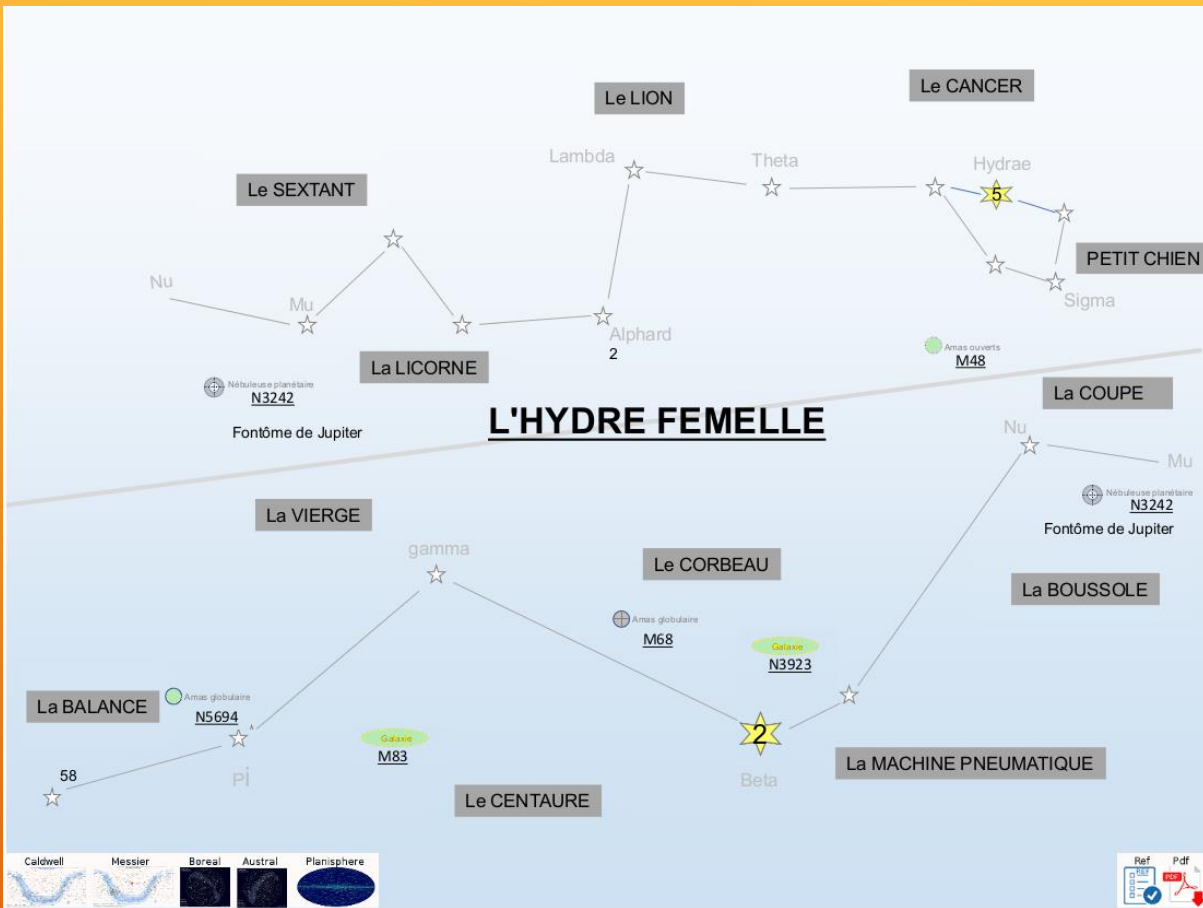 Le CANCER
Le LION
Lambda
Theta
Hydrae
Le SEXTANT
5
PETIT CHIEN
Nu
Mu
Sigma
Alphard
2
Amas ouverts
M48
La LICORNE
Nébuleuse planétaire
N3242
Fontôme de Jupiter
La COUPE
L'HYDRE FEMELLE
Nu
Mu
Nébuleuse planétaire
N3242
Fontôme de Jupiter
La VIERGE
gamma
Le CORBEAU
La BOUSSOLE
Amas globulaire
M68
Galaxie
N3923
La BALANCE
Amas globulaire
N5694
Galaxie
M83
2
La MACHINE PNEUMATIQUE
58
Pi
Beta
Le CENTAURE
Caldwell Messier Boreal Austral Planisphere
Ref Pdf
REF
PDF